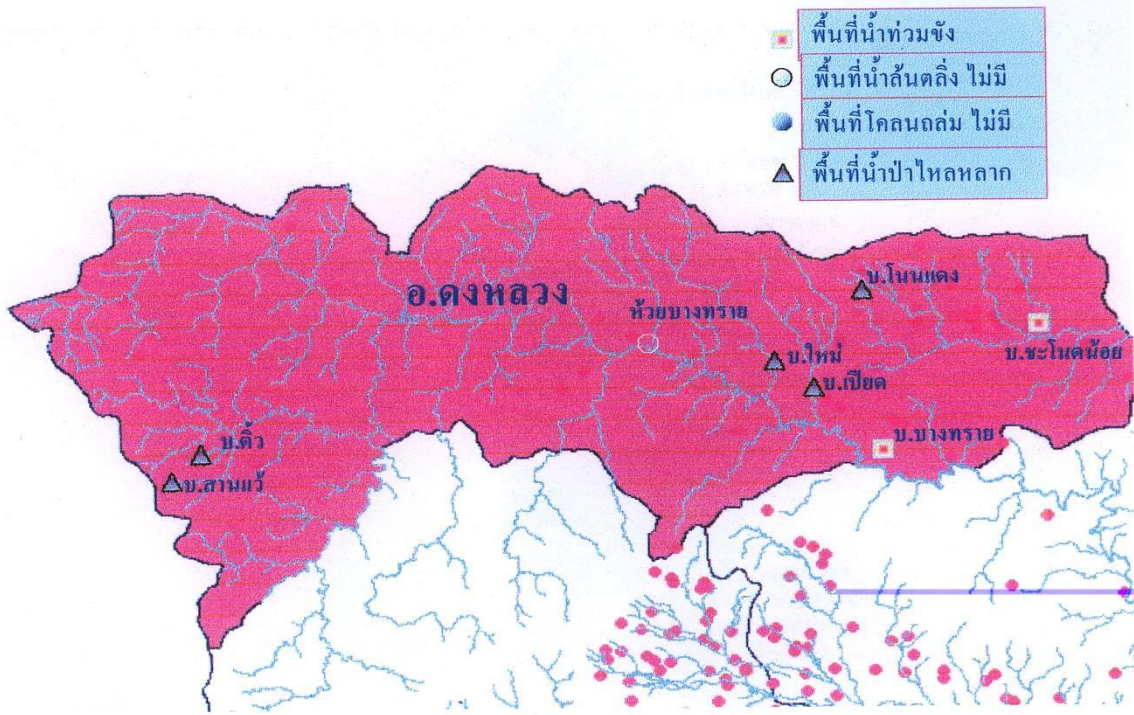 พื้นที่น้ำท่วมขัง
พื้นที่น้ำล้นตลิ่ง ไม่มี
พื้นที่โคลนถล่ม ไม่มี
พื้นที่น้ำป่าไหลหลาก
อ.ดงหลวง
ห้วยบางทราย
บ.โนนแดง
บ.ชะโนดน้อย
บ.ใหม่
บ.เปียด
บ.บางทราย
บ.ติ้ว
บ.สานแว้